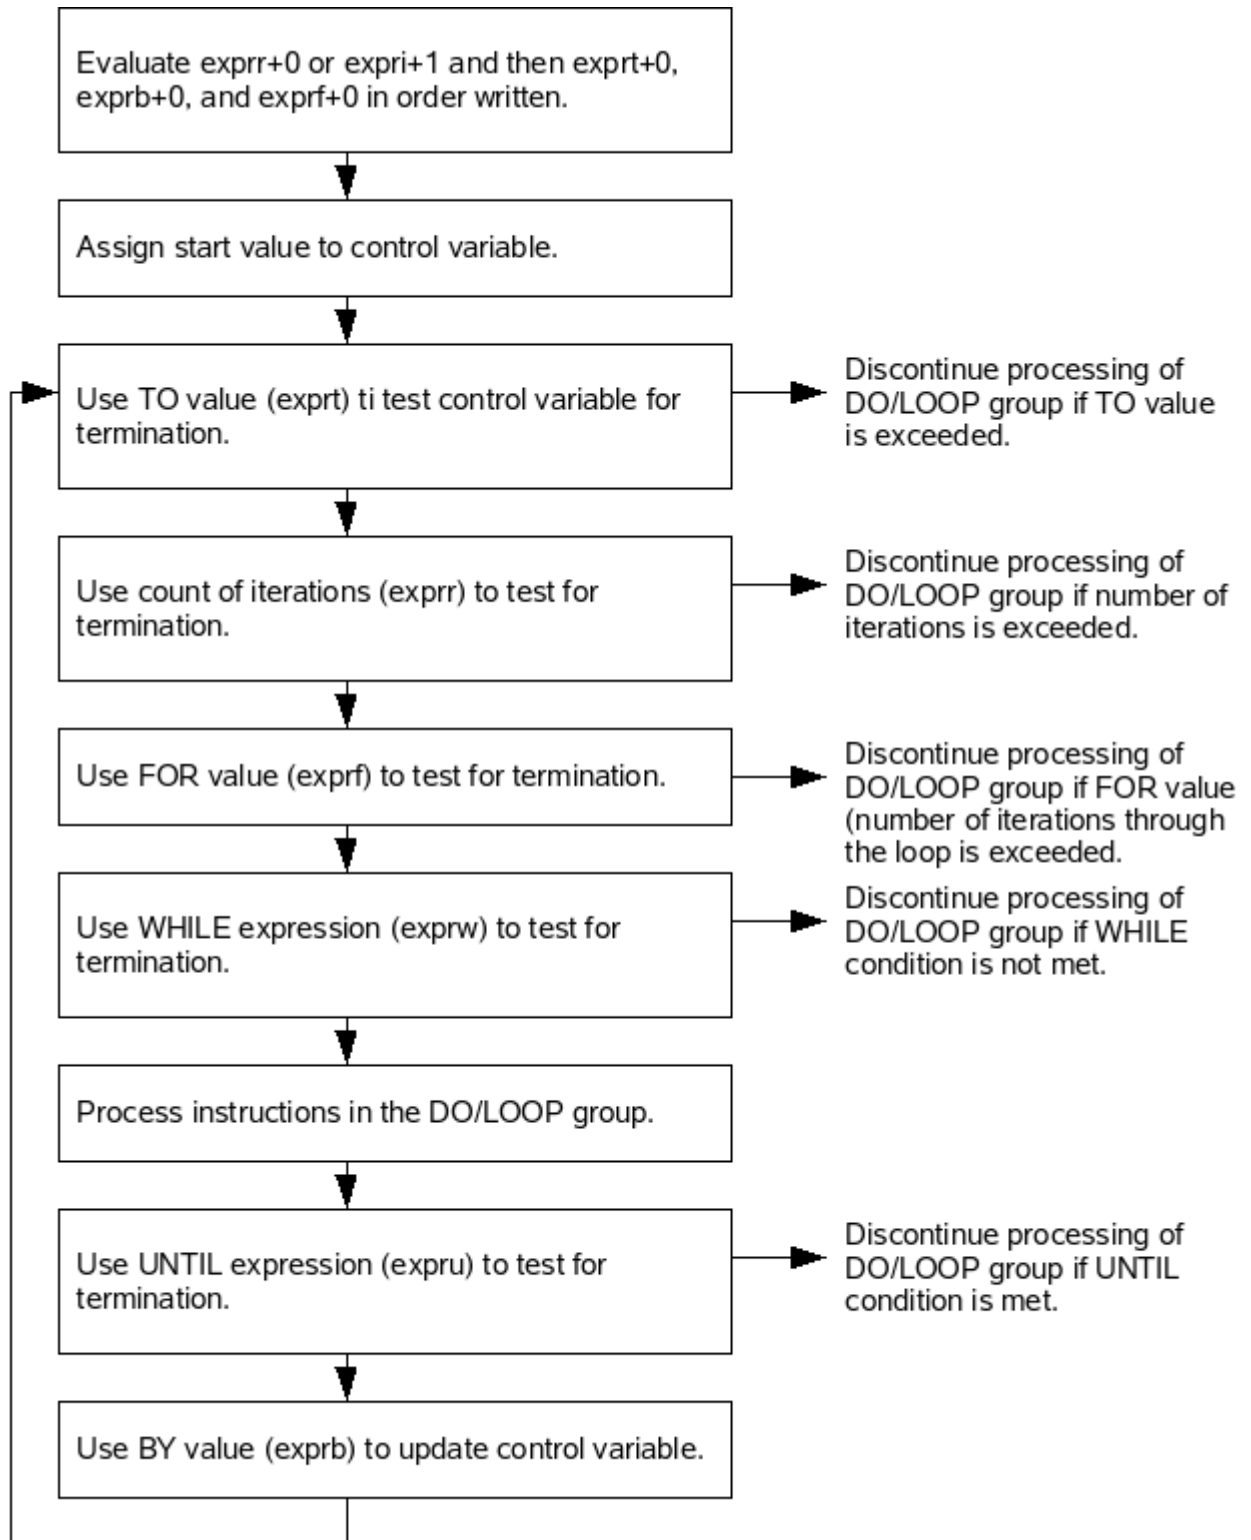 Evaluate exprr+0 or expri+1 and then exprt+0,
exprb+0, and exprf+0 in order written.
Assign start value to control variable.
Use TO value (exprt) ti test control variable for
termination.
Discontinue processing of
DO/LOOP group if TO value
is exceeded.
Use count of iterations (exprr) to test for
termination.
Discontinue processing of
DO/LOOP group if number of
iterations is exceeded.
Use FOR value (exprf) to test for termination.
Discontinue processing of
DO/LOOP group if FOR value
(number of iterations through
the loop is exceeded.
Use WHILE expression (exprw) to test for
termination.
Discontinue processing of
DO/LOOP group if WHILE
condition is not met.
Process instructions in the DO/LOOP group.
Use UNTIL expression (expru) to test for
termination.
Discontinue processing of
DO/LOOP group if UNTIL
condition is met.
Use BY value (exprb) to update control variable.